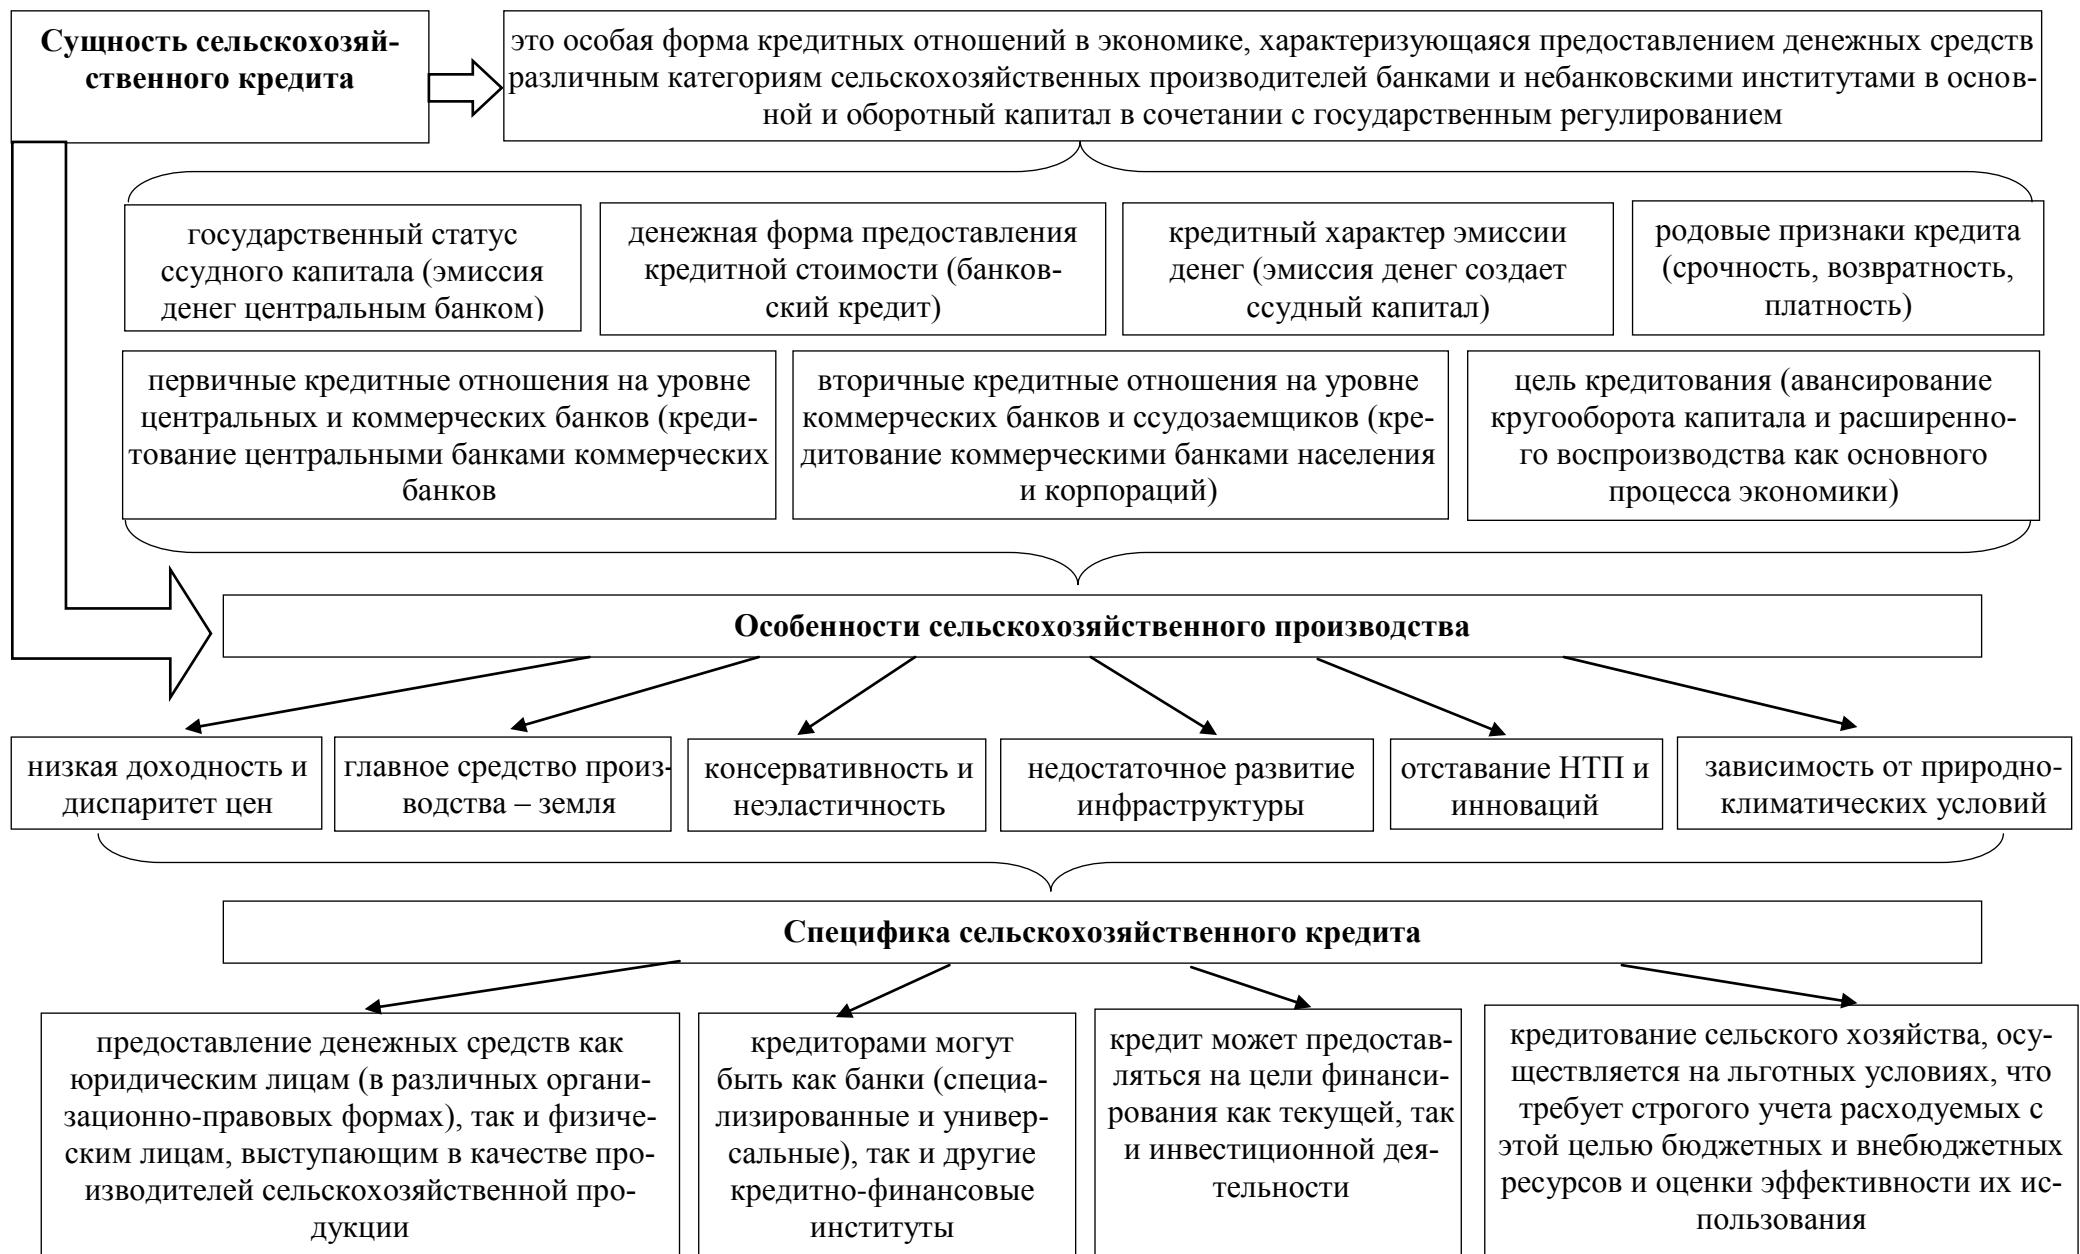 Сущность сельскохозяй-
ственного кредита
это особая форма кредитных отношений в экономике, характеризующаяся предоставлением денежных средств
различным категориям сельскохозяйственных производителей банками и небанковскими институтами в основ-
ной и оборотный капитал в сочетании с государственным регулированием
государственный статус
ссудного капитала (эмиссия
денег центральным банком)
денежная форма предоставления
кредитной стоимости (банков-
ский кредит)
кредитный характер эмиссии
денег (эмиссия денег создает
ссудный капитал)
родовые признаки кредита
(срочность, возвратность,
платность)
первичные кредитные отношения на уровне
центральных и коммерческих банков (креди-
тование центральными банками коммерческих
банков
вторичные кредитные отношения на уровне
коммерческих банков и ссудозаемщиков (кре-
дитование коммерческими банками населения
и корпораций)
цель кредитования (авансирование
кругооборота капитала и расширенно-
го воспроизводства как основного
процесса экономики)
Особенности сельскохозяйственного производства
низкая доходность и
диспаритет цен
главное средство произ-
водства – земля
консервативность и
неэластичность
недостаточное развитие
инфраструктуры
отставание НТП и
инноваций
зависимость от природно-
климатических условий
Специфика сельскохозяйственного кредита
предоставление денежных средств как
юридическим лицам (в различных органи-
зационно-правовых формах), так и физиче-
ским лицам, выступающим в качестве про-
изводителей сельскохозяйственной про-
дукции
кредиторами могут
быть как банки (специа-
лизированные и универ-
сальные), так и другие
кредитно-финансовые
институты
кредит может предостав-
ляться на цели финанси-
рования как текущей, так
и инвестиционной дея-
тельности
кредитование сельского хозяйства, осу-
ществляется на льготных условиях, что
требует строгого учета расходуемых с
этой целью бюджетных и внебюджетных
ресурсов и оценки эффективности их ис-
пользования